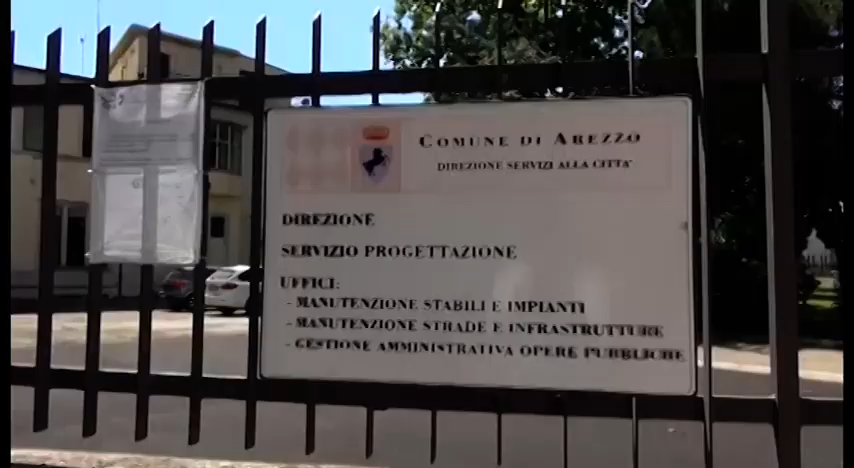 COMUNE DI AREZZO
DIREZIONE SERVIZI ALLA CITTA'
DIREZIONE
SERVIZIO PROGETTAZIONE
UFFICI:
- MANUTENZIONE STABILI E IMPIANTI
- MANUTENZIONE STRADE E INFRASTRUTTURE
- GESTIONE AMMINISTRATIVA OPERE PUBBLICHE